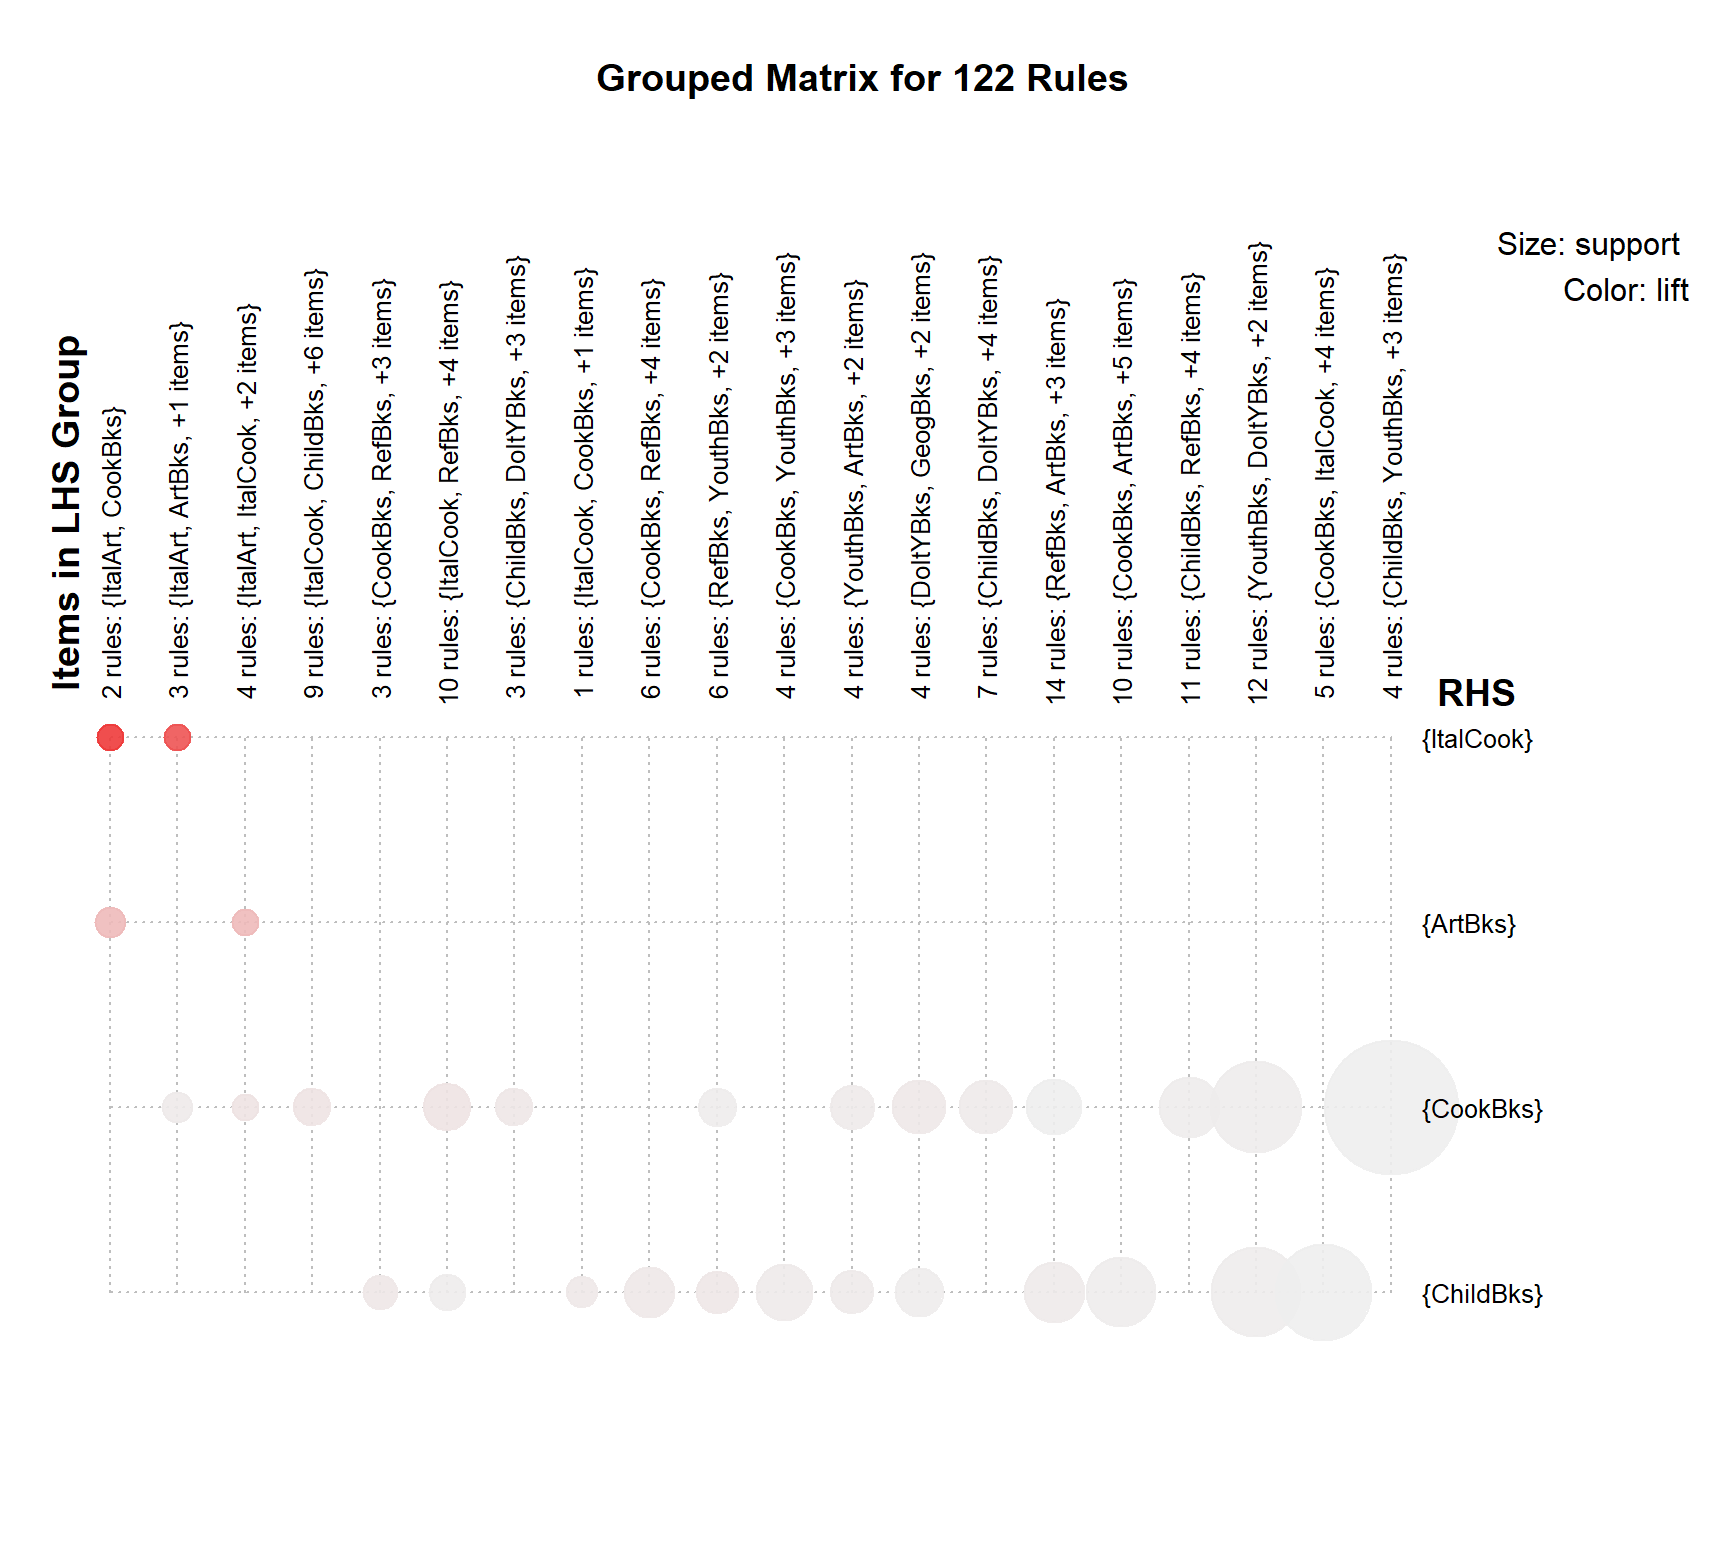 Grouped Matrix for 122 Rules
Size: support
Color: lift
Items in LHS Group
2 rules: {ItalArt, CookBks}
3 rules: {ItalArt, ArtBks, +1 items}
4 rules: {ItalArt, ItalCook, +2 items}
9 rules: {ItalCook, ChildBks, +6 items}
3 rules: {CookBks, RefBks, +3 items}
10 rules: {ItalCook, RefBks, +4 items}
3 rules: {ChildBks, DoItYBks, +3 items}
1 rules: {ItalCook, CookBks, +1 items}
6 rules: {CookBks, RefBks, +4 items}
6 rules: {RefBks, YouthBks, +2 items}
4 rules: {CookBks, YouthBks, +3 items}
4 rules: {YouthBks, ArtBks, +2 items}
4 rules: {DoItYBks, GeogBks, +2 items}
7 rules: {ChildBks, DoItYBks, +4 items}
14 rules: {RefBks, ArtBks, +3 items}
10 rules: {CookBks, ArtBks, +5 items}
11 rules: {ChildBks, RefBks, +4 items}
12 rules: {YouthBks, DoItYBks, +2 items}
5 rules: {CookBks, ItalCook, +4 items}
4 rules: {ChildBks, YouthBks, +3 items}
RHS
{ItalCook}
{ArtBks}
{CookBks}
{ChildBks}